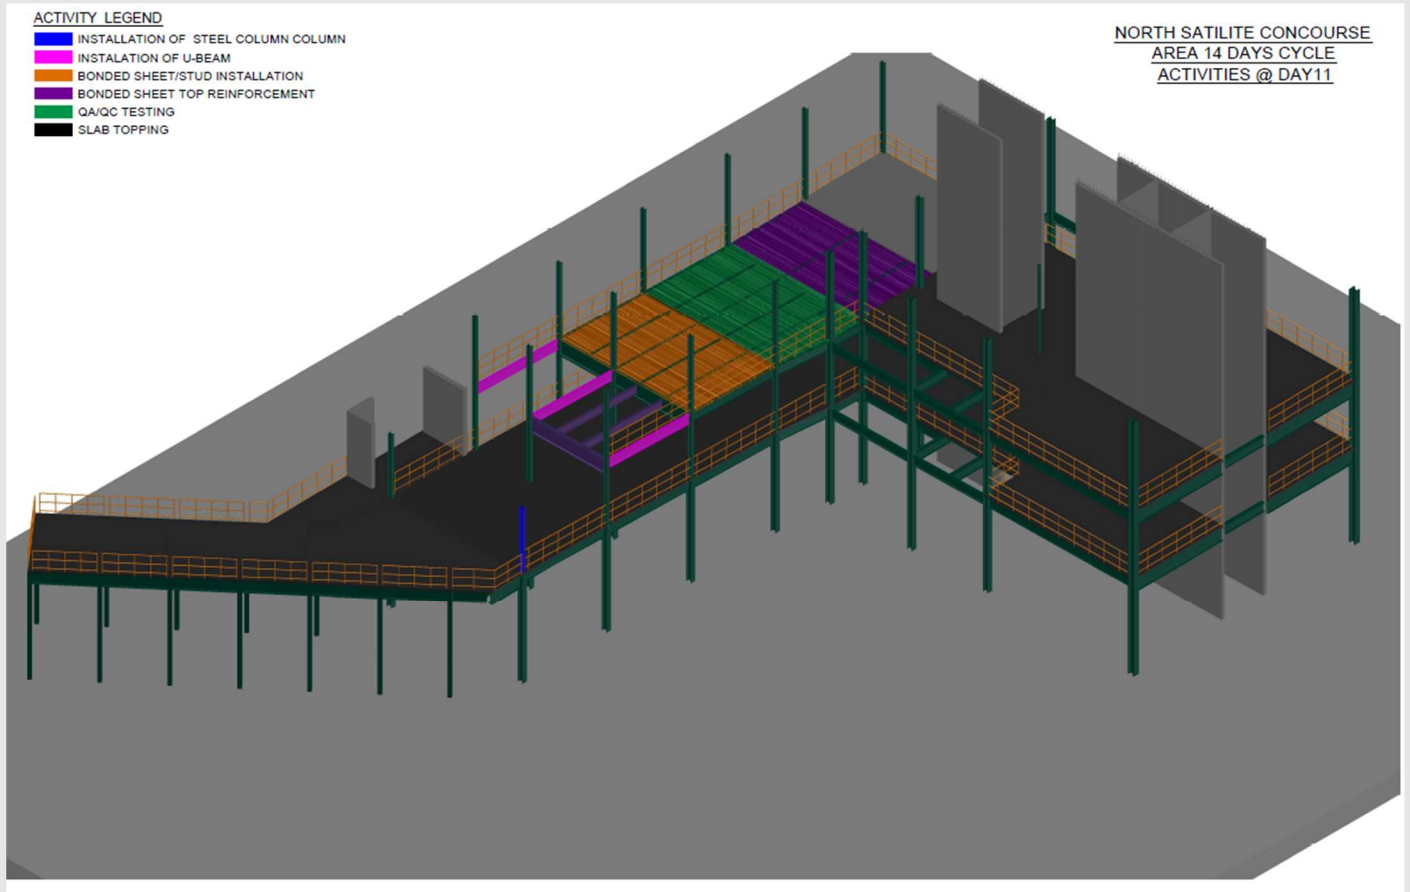 ACTIVITY LEGEND
INSTALLATION OF STEEL COLUMN COLUMN
INSTALATION OF U-BEAM
BONDED SHEET/STUD INSTALLATION
BONDED SHEET TOP REINFORCEMENT
QA/QC TESTING
SLAB TOPPING
NORTH SATILITE CONCOURSE
AREA 14 DAYS CYCLE
ACTIVITIES @ DAY11